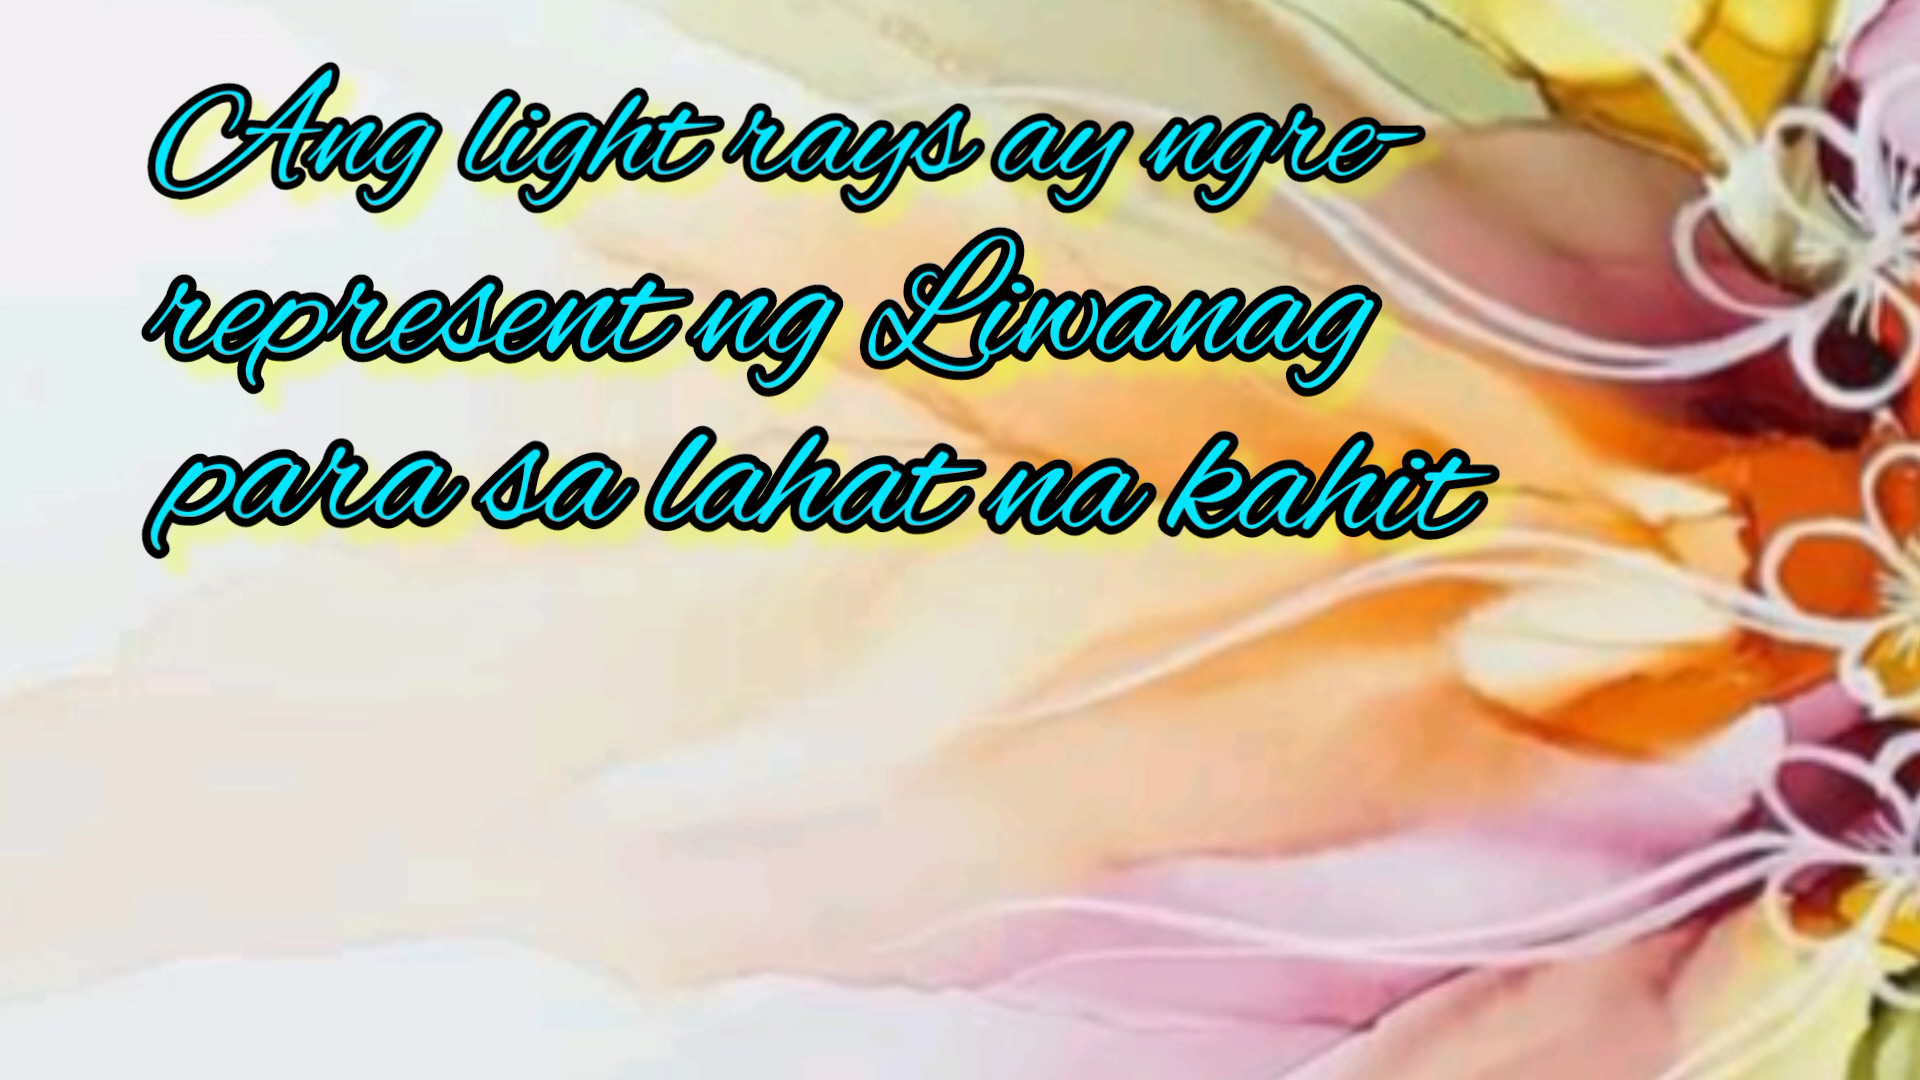 Ang light rays ay ngre-
represent ng Liwanag
para sa lahat na kahit